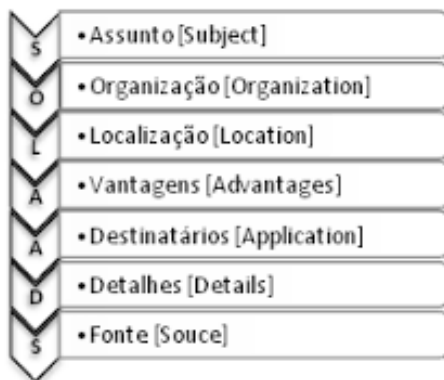 S • Assunto [Subject]
O • Organização [Organization]
L • Localização [Location]
A • Vantagens [Advantages]
A • Destinatários [Application]
D • Detalhes [Details]
S • Fonte [Souce]